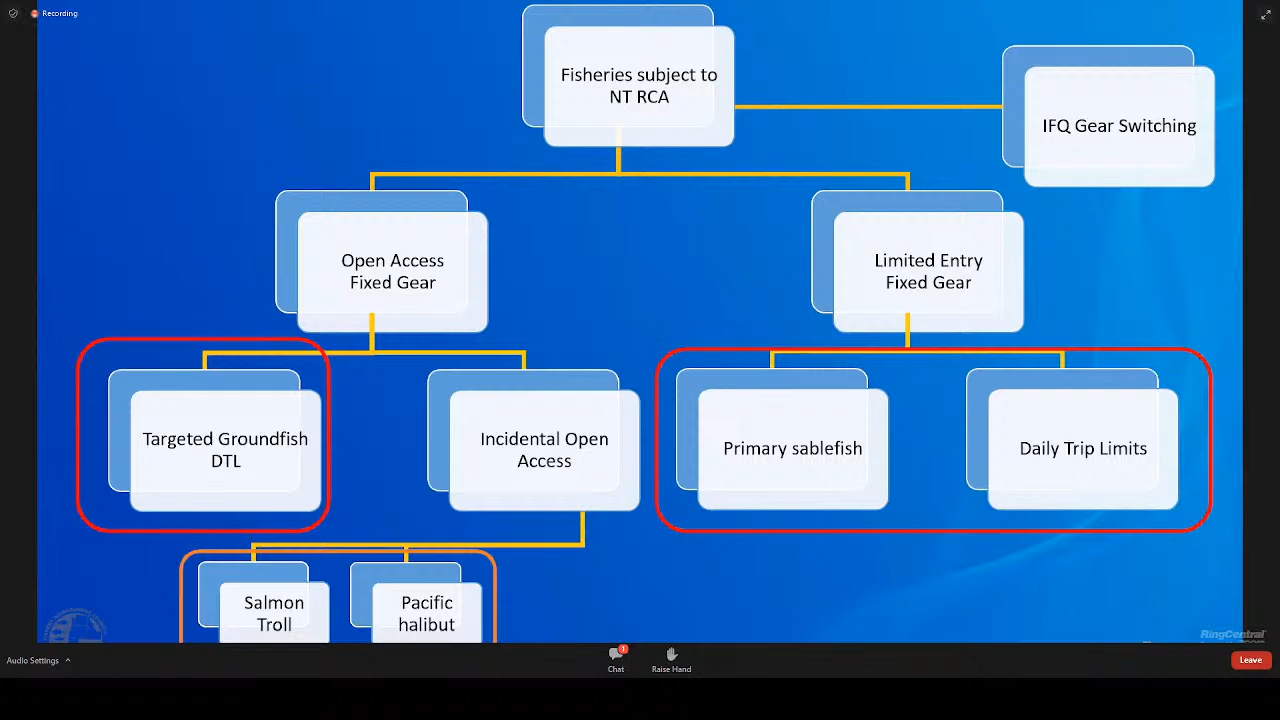 Recording
Fisheries subject to
NT RCA
IFQ Gear Switching
Open Access
Fixed Gear
Limited Entry
Fixed Gear
Targeted Groundfish
DTL
Incidental Open
Access
Primary sablefish
Daily Trip Limits
Salmon
Troll
Pacific
halibut
RingCentral
Audio Settings
1
Chat
Raise Hand
Leave